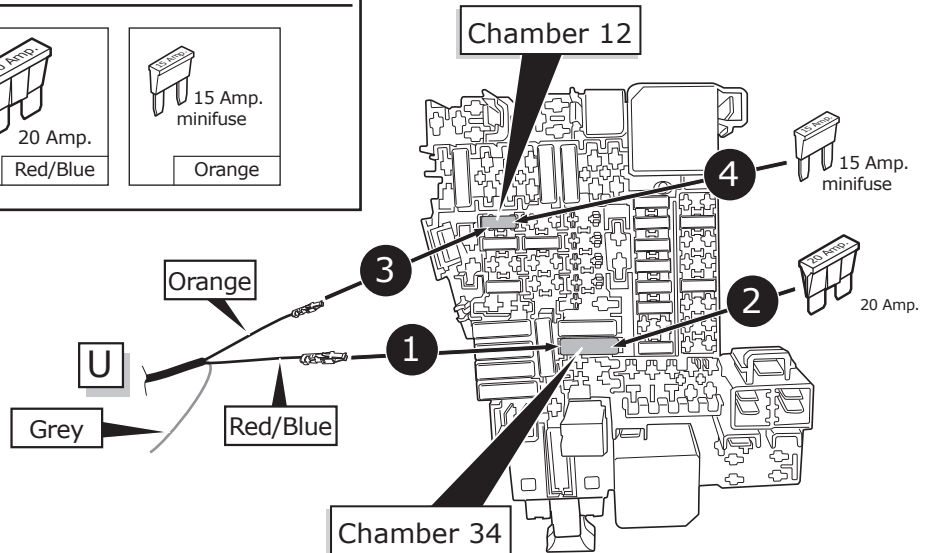 Chamber 12
20 Amp.
Red/Blue
15 Amp.
15 Amp.
minifuse
Orange
4
15 Amp.
15 Amp.
minifuse
3
Orange
20 Amp.
20 Amp.
2
1
U
Grey
Red/Blue
Chamber 34